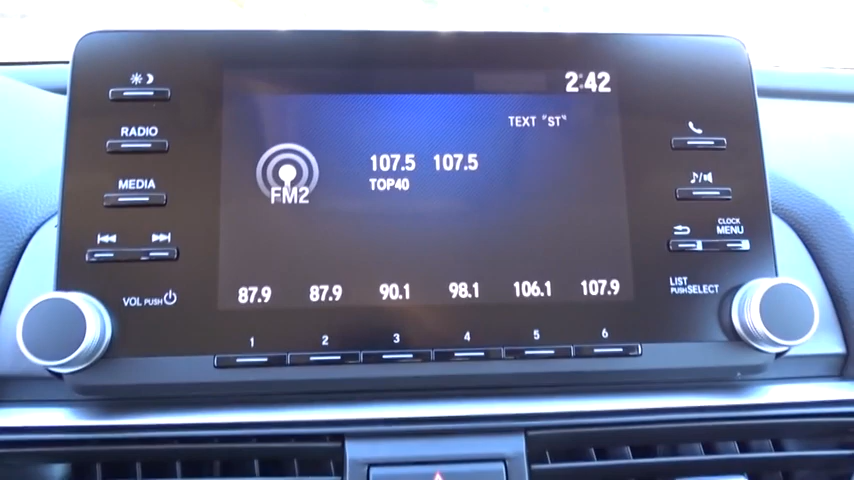 2:42
RADIO
TEXT "ST"
107.5 107.5
TOP40
FM2
MEDIA
CLOCK
MENU
VOL PUSH
LIST
PUSH SELECT
87.9 87.9 90.1 98.1 106.1 107.9
1 2 3 4 5 6